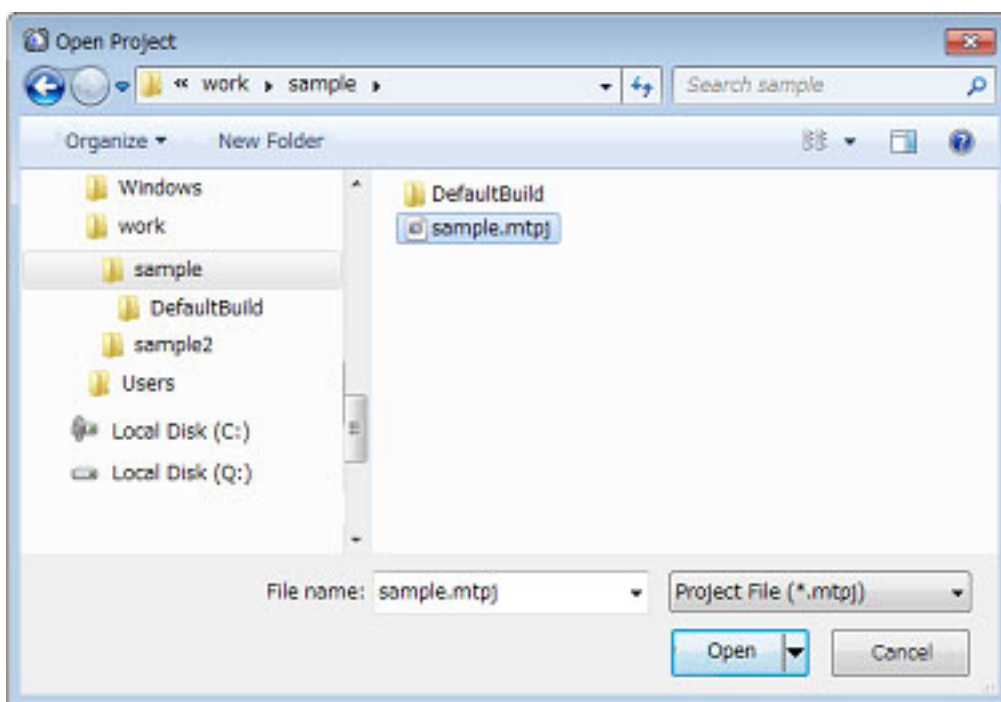 Open Project
« work ▸ sample ▸
Search sample
Organize
New Folder
Windows
work
sample
DefaultBuild
sample2
Users
Local Disk (C:)
Local Disk (Q:)
DefaultBuild
sample.mtpj
File name: sample.mtpj
Project File (*.mtpj)
Open
Cancel